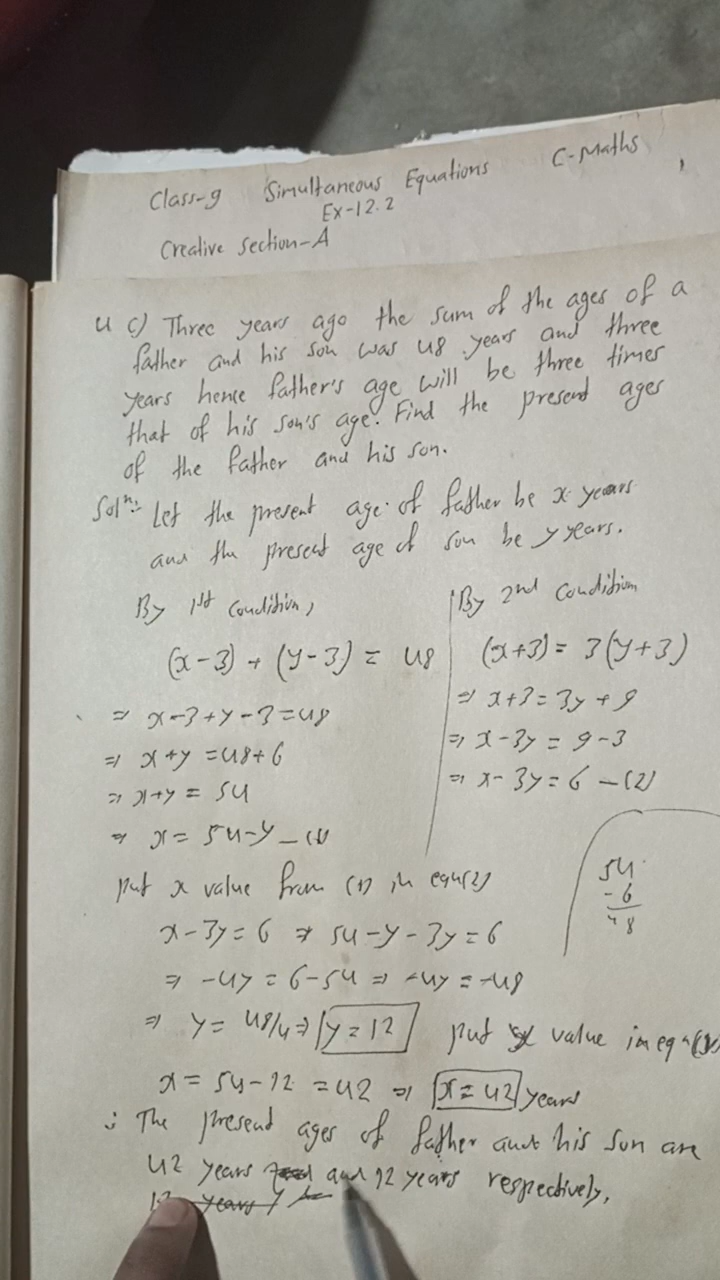 Class-9 Simultaneous Equations C-Maths
Ex-12.2
Creative section-A
4 c) Three years ago the sum of the ages of a
father and his son was 48 years and three
years hence father's age will be three times
that of his son's age. Find the present ages
of the father and his son.
Solⁿ:- Let the present age of father be x years
and the present age of son be y years.
By 1st Condition,
(x-3) + (y-3) = 48
⇒ x-3+y-3=48
⇒ x+y=48+6
⇒ x+y = 54
⇒ x = 54-y —(1)
By 2nd Condition
(x+3) = 3(y+3)
⇒ x+3=3y+9
⇒ x-3y = 9-3
⇒ x-3y=6 —(2)
54
-6
48
put x value from (1) in equn(2)
x-3y=6 ⇒ 54-y-3y=6
⇒ -4y = 6-54 ⇒ -4y = -48
⇒ y = 48/4 ⇒ y = 12 put y value in eqn(1)
x = 54-12 = 42 ⇒ x = 42 years
∴ The present ages of father and his son are
42 years and 12 years respectively.